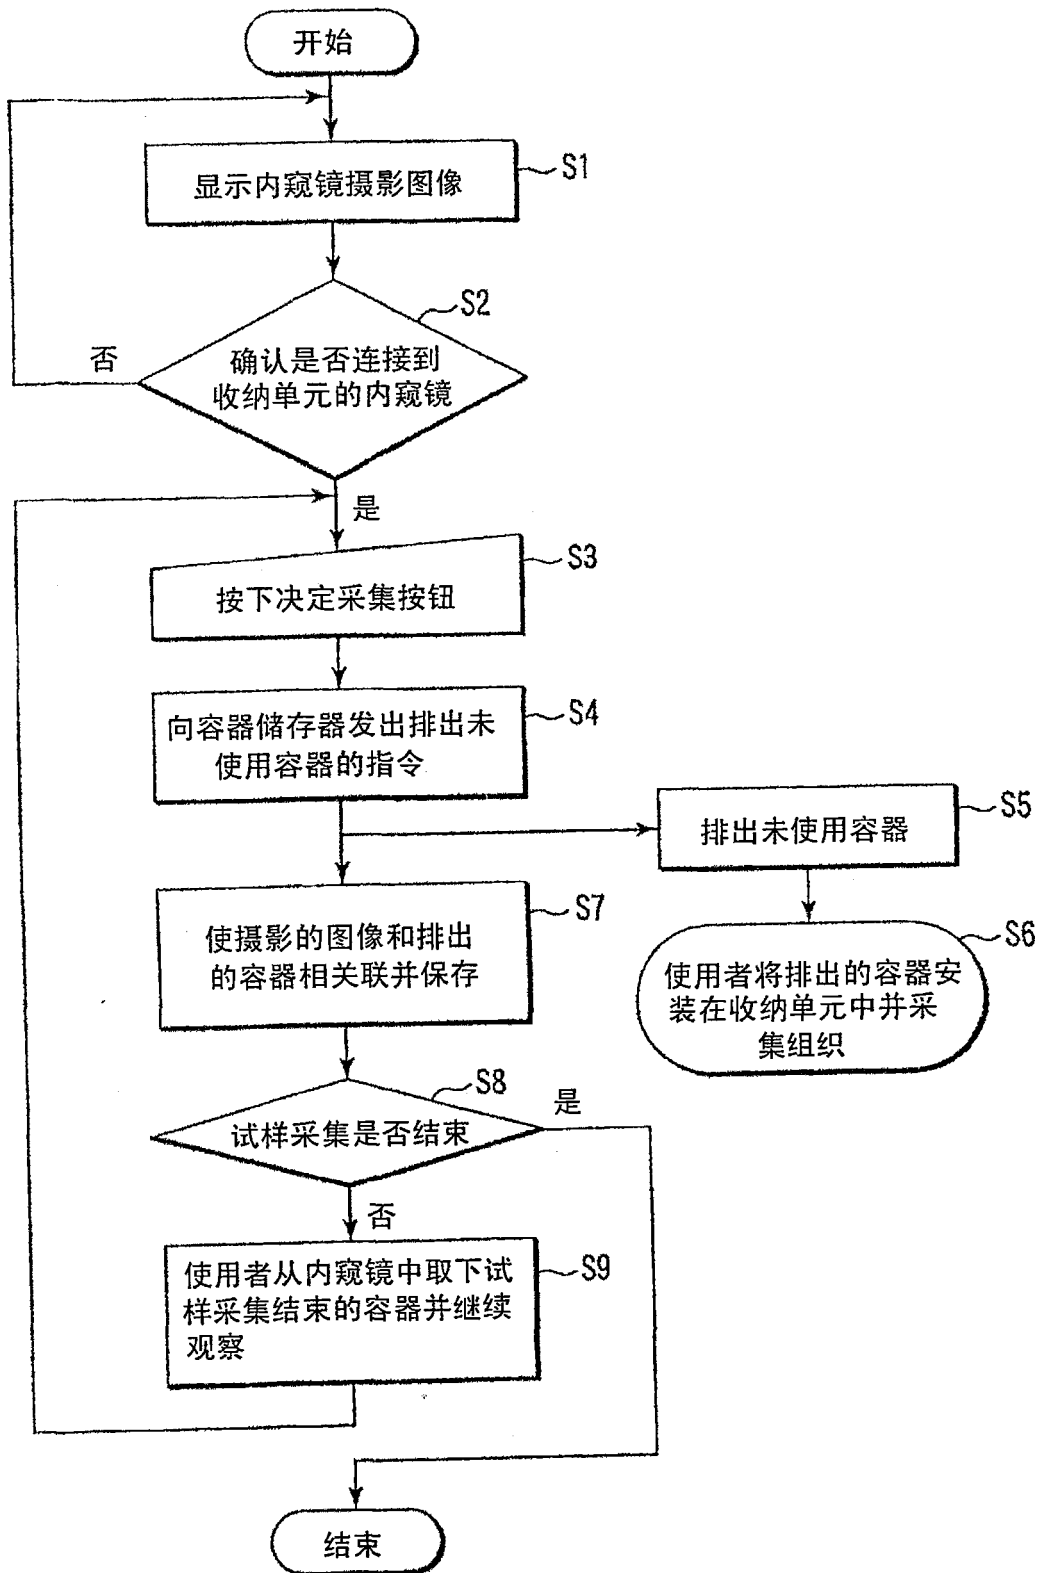 开始
显示内窥镜摄影图像
S1
S2
否
确认是否连接到
收纳单元的内窥镜
是
S3
按下决定采集按钮
S4
向容器储存器发出排出未
使用容器的指令
S5
排出未使用容器
S7
使摄影的图像和排出
的容器相关联并保存
S6
使用者将排出的容器安
装在收纳单元中并采
集组织
S8
是
试样采集是否结束
否
S9
使用者从内窥镜中取下试
样采集结束的容器并继续
观察
结束